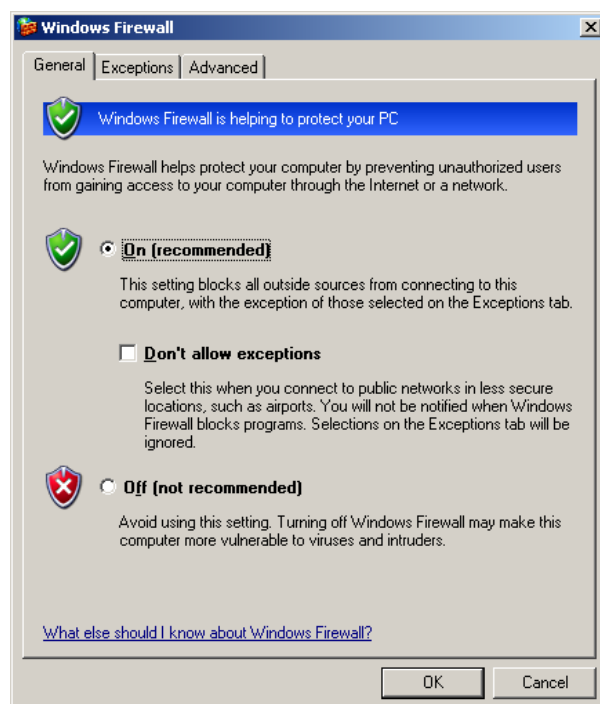 Windows Firewall
General
Exceptions
Advanced
Windows Firewall is helping to protect your PC
Windows Firewall helps protect your computer by preventing unauthorized users
from gaining access to your computer through the Internet or a network.
On (recommended)
This setting blocks all outside sources from connecting to this
computer, with the exception of those selected on the Exceptions tab.
Don't allow exceptions
Select this when you connect to public networks in less secure
locations, such as airports. You will not be notified when Windows
Firewall blocks programs. Selections on the Exceptions tab will be
ignored.
Off (not recommended)
Avoid using this setting. Turning off Windows Firewall may make this
computer more vulnerable to viruses and intruders.
What else should I know about Windows Firewall?
OK
Cancel